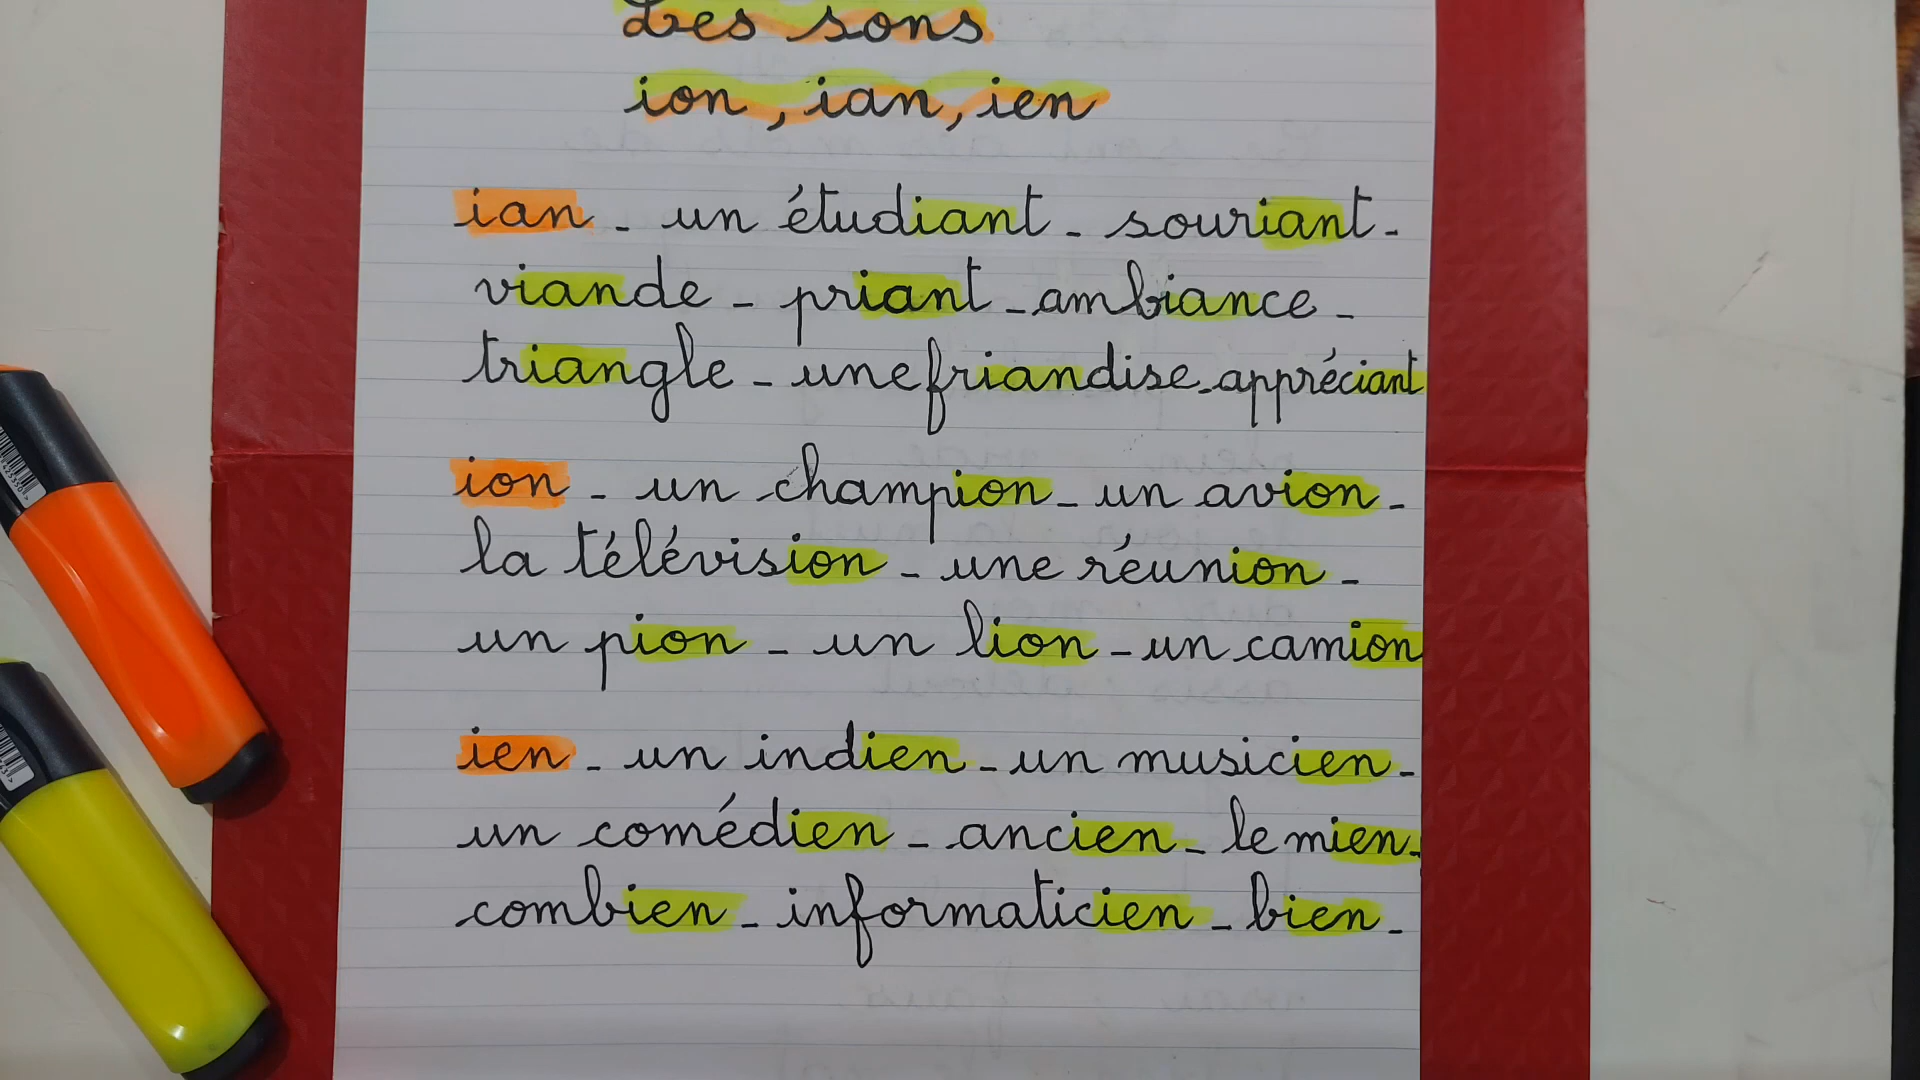 Les sons
ion, ian, ien
ian - un étudiant - souriant -
viande - priant - ambiance -
triangle - une friandise - appréciant
ion - un champion - un avion -
la télévision - une réunion -
un pion - un lion - un camion
ien - un indien - un musicien -
un comédien - ancien - le mien -
combien - informaticien - bien -